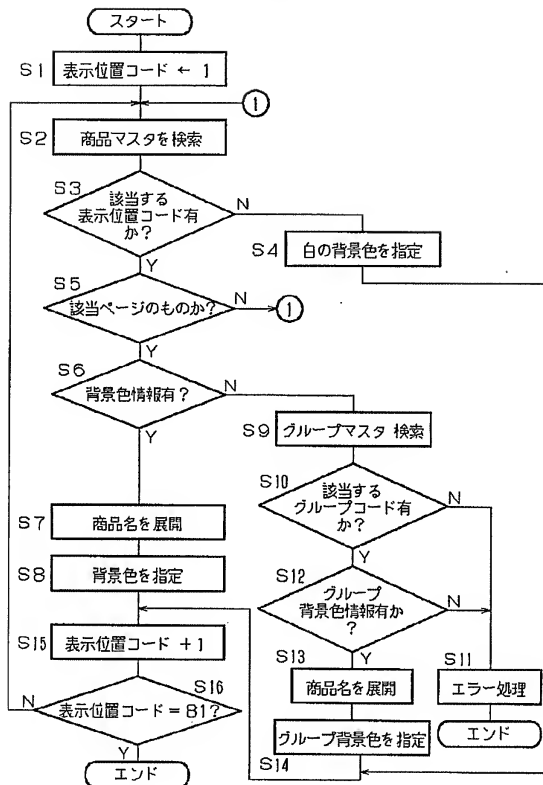 スタート
S1
表示位置コード ← 1
1
S2
商品マスタを検索
S3
該当する
表示位置コード有
か?
N
Y
S4
白の背景色を指定
S5
該当ページのものか?
N
1
Y
S6
背景色情報有?
N
Y
S9
グループマスタ 検索
S10
該当する
グループコード有
か?
N
Y
S7
商品名を展開
S8
背景色を指定
S12
グループ
背景色情報有か
?
N
Y
S15
表示位置コード +1
S13
商品名を展開
S11
エラー処理
エンド
S16
表示位置コード = 81?
N
Y
エンド
グループ背景色を指定
S14